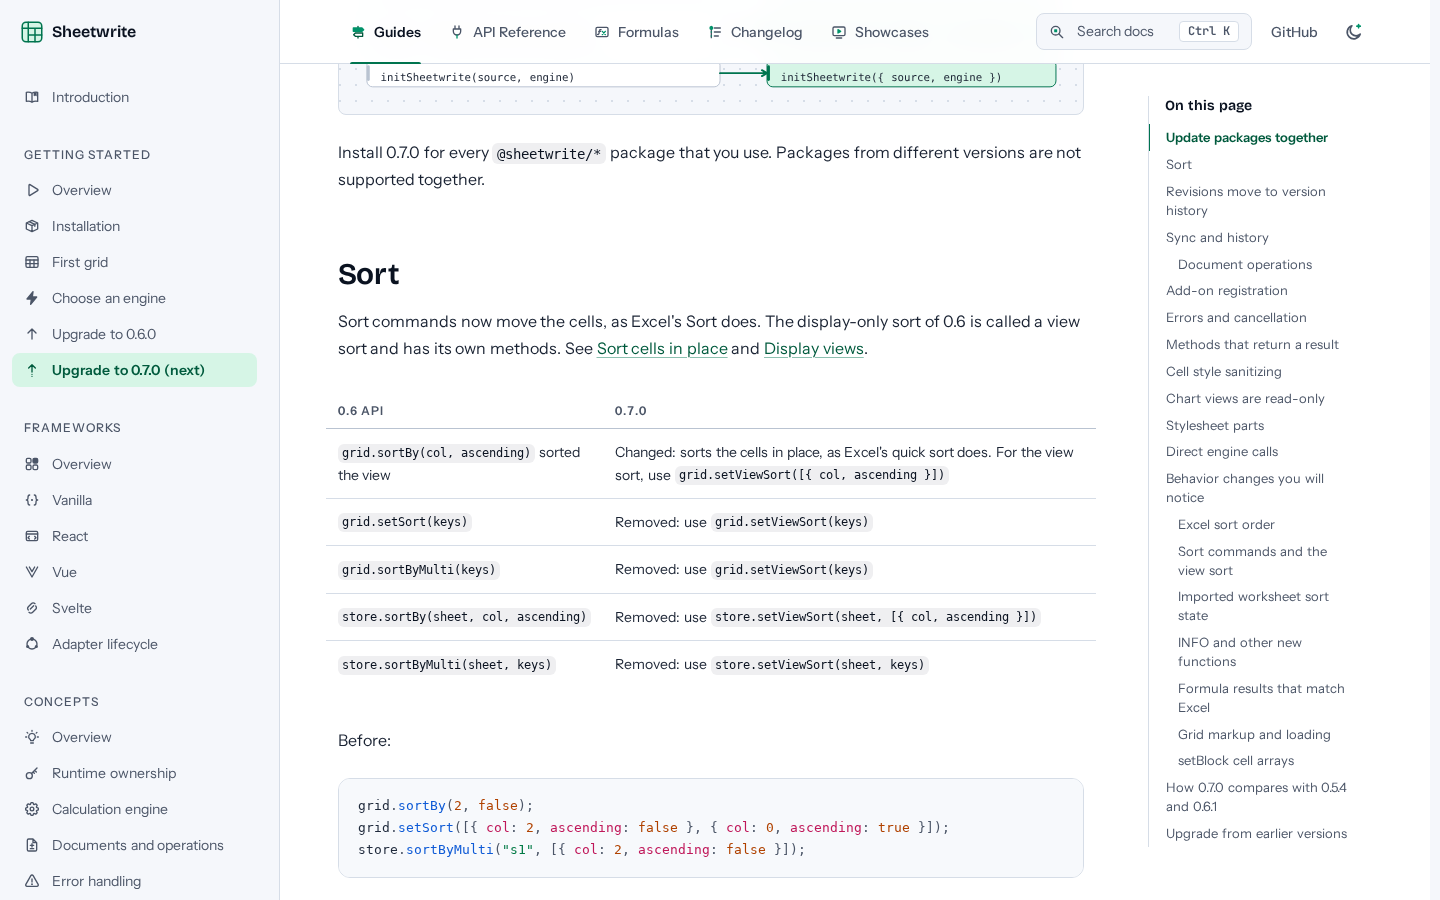 Sheetwrite
Guides
API Reference
Formulas
Changelog
Showcases
Search docs
Ctrl K
GitHub
Introduction
GETTING STARTED
Overview
Installation
First grid
Choose an engine
Upgrade to 0.6.0
Upgrade to 0.7.0 (next)
FRAMEWORKS
Overview
Vanilla
React
Vue
Svelte
Adapter lifecycle
CONCEPTS
Overview
Runtime ownership
Calculation engine
Documents and operations
Error handling
initSheetwrite(source, engine)
initSheetwrite({ source, engine })
Install 0.7.0 for every @sheetwrite/* package that you use. Packages from different versions are not
supported together.
Sort
Sort commands now move the cells, as Excel's Sort does. The display-only sort of 0.6 is called a view
sort and has its own methods. See Sort cells in place and Display views.
0.6 API
0.7.0
grid.sortBy(col, ascending) sorted
the view
Changed: sorts the cells in place, as Excel's quick sort does. For the view
sort, use grid.setViewSort([{ col, ascending }])
grid.setSort(keys)
Removed: use grid.setViewSort(keys)
grid.sortByMulti(keys)
Removed: use grid.setViewSort(keys)
store.sortBy(sheet, col, ascending)
Removed: use store.setViewSort(sheet, [{ col, ascending }])
store.sortByMulti(sheet, keys)
Removed: use store.setViewSort(sheet, keys)
Before:
grid.sortBy(2, false);
grid.setSort([{ col: 2, ascending: false }, { col: 0, ascending: true }]);
store.sortByMulti("s1", [{ col: 2, ascending: false }]);
On this page
Update packages together
Sort
Revisions move to version
history
Sync and history
Document operations
Add-on registration
Errors and cancellation
Methods that return a result
Cell style sanitizing
Chart views are read-only
Stylesheet parts
Direct engine calls
Behavior changes you will
notice
Excel sort order
Sort commands and the
view sort
Imported worksheet sort
state
INFO and other new
functions
Formula results that match
Excel
Grid markup and loading
setBlock cell arrays
How 0.7.0 compares with 0.5.4
and 0.6.1
Upgrade from earlier versions